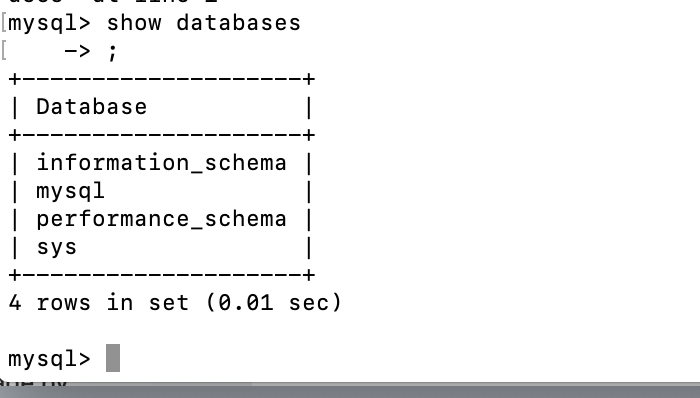 [mysql> show databases
[    -> ;
+--------------------+
| Database           |
+--------------------+
| information_schema |
| mysql              |
| performance_schema |
| sys                |
+--------------------+
4 rows in set (0.01 sec)
mysql>